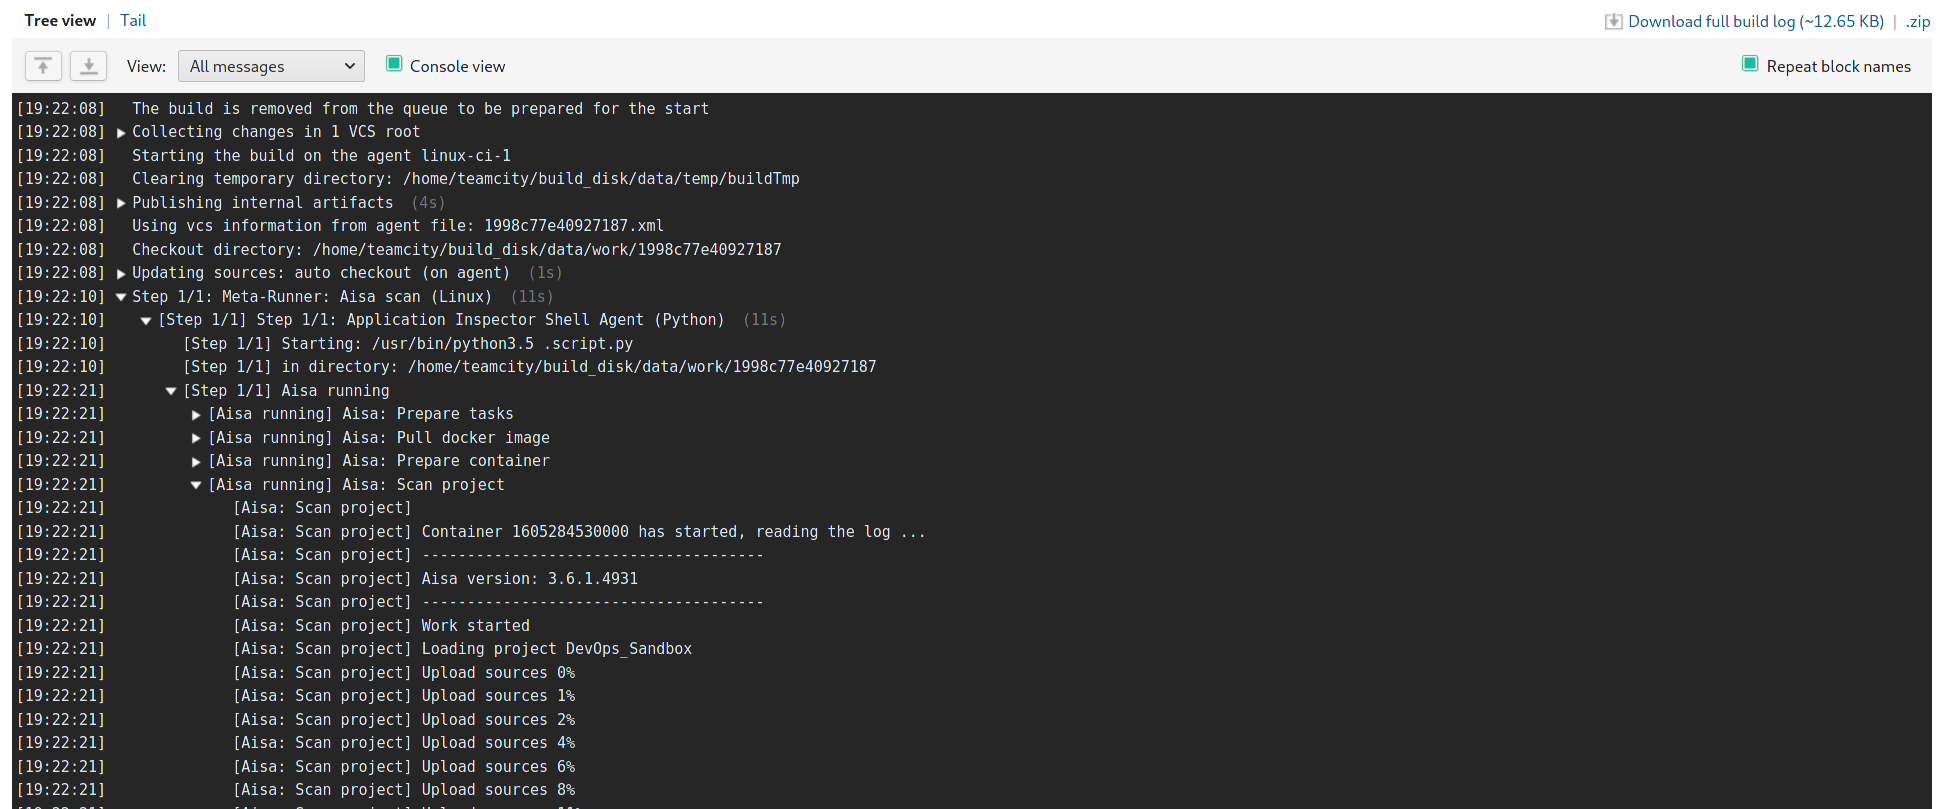 Tree view | Tail
Download full build log (~12.65 KB) | .zip
View: All messages Console view
Repeat block names
[19:22:08] The build is removed from the queue to be prepared for the start
[19:22:08] Collecting changes in 1 VCS root
[19:22:08] Starting the build on the agent linux-ci-1
[19:22:08] Clearing temporary directory: /home/teamcity/build_disk/data/temp/buildTmp
[19:22:08] Publishing internal artifacts (4s)
[19:22:08] Using vcs information from agent file: 1998c77e40927187.xml
[19:22:08] Checkout directory: /home/teamcity/build_disk/data/work/1998c77e40927187
[19:22:08] Updating sources: auto checkout (on agent) (1s)
[19:22:10] Step 1/1: Meta-Runner: Aisa scan (Linux) (11s)
[19:22:10] [Step 1/1] Step 1/1: Application Inspector Shell Agent (Python) (11s)
[19:22:10] [Step 1/1] Starting: /usr/bin/python3.5 .script.py
[19:22:10] [Step 1/1] in directory: /home/teamcity/build_disk/data/work/1998c77e40927187
[19:22:21] [Step 1/1] Aisa running
[19:22:21] [Aisa running] Aisa: Prepare tasks
[19:22:21] [Aisa running] Aisa: Pull docker image
[19:22:21] [Aisa running] Aisa: Prepare container
[19:22:21] [Aisa running] Aisa: Scan project
[19:22:21] [Aisa: Scan project]
[19:22:21] [Aisa: Scan project] Container 1605284530000 has started, reading the log ...
[19:22:21] [Aisa: Scan project] --------------------------------------
[19:22:21] [Aisa: Scan project] Aisa version: 3.6.1.4931
[19:22:21] [Aisa: Scan project] --------------------------------------
[19:22:21] [Aisa: Scan project] Work started
[19:22:21] [Aisa: Scan project] Loading project DevOps_Sandbox
[19:22:21] [Aisa: Scan project] Upload sources 0%
[19:22:21] [Aisa: Scan project] Upload sources 1%
[19:22:21] [Aisa: Scan project] Upload sources 2%
[19:22:21] [Aisa: Scan project] Upload sources 4%
[19:22:21] [Aisa: Scan project] Upload sources 6%
[19:22:21] [Aisa: Scan project] Upload sources 8%